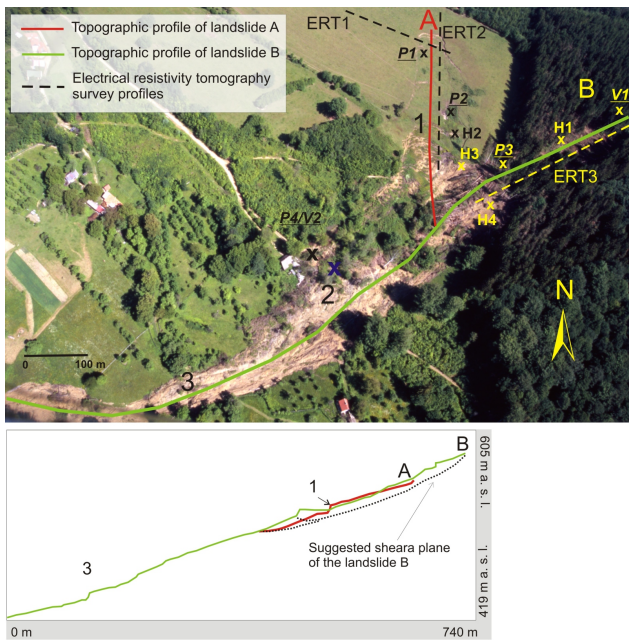 Topographic profile of landslide A
Topographic profile of landslide B
Electrical resistivity tomography
survey profiles
ERT1
A
ERT2
P1
B
V1
P2
1
H2
H1
H3
P3
ERT3
H4
P4/V2
2
N
0
100 m
3
B
605 m a. s. l.
A
1
Suggested sheara plane
of the landslide B
3
419 m a. s. l.
0 m
740 m